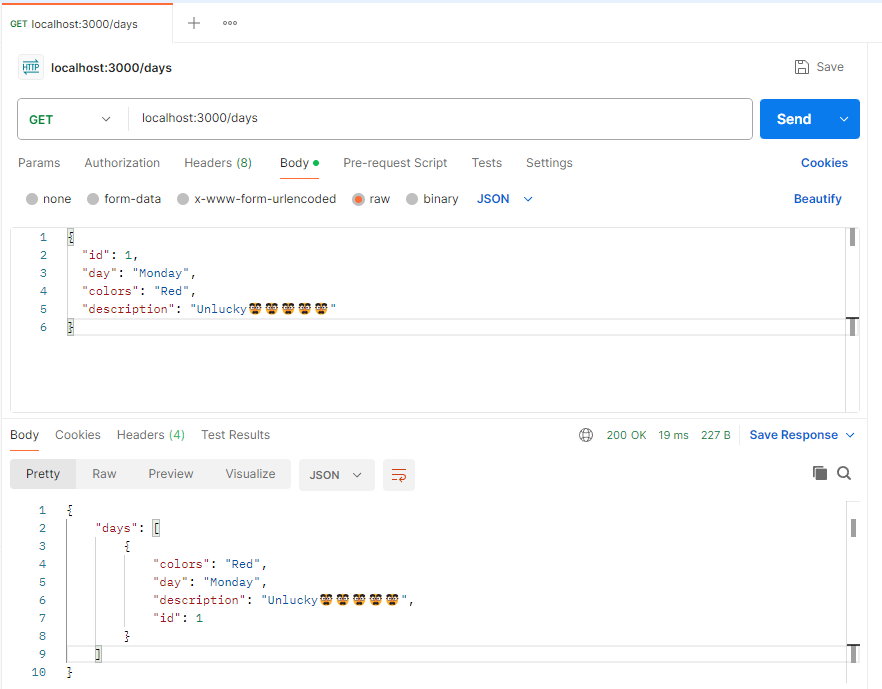 GET localhost:3000/days
HTTP localhost:3000/days Save
GET localhost:3000/days Send
Params Authorization Headers (8) Body Pre-request Script Tests Settings Cookies
none form-data x-www-form-urlencoded raw binary JSON Beautify
1 {
2 "id": 1,
3 "day": "Monday",
4 "colors": "Red",
5 "description": "Unlucky🥸🥸🥸🥸🥸"
6 }
Body Cookies Headers (4) Test Results 200 OK 19 ms 227 B Save Response
Pretty Raw Preview Visualize JSON
1 {
2 "days": [
3 {
4 "colors": "Red",
5 "day": "Monday",
6 "description": "Unlucky🥸🥸🥸🥸🥸",
7 "id": 1
8 }
9 ]
10 }